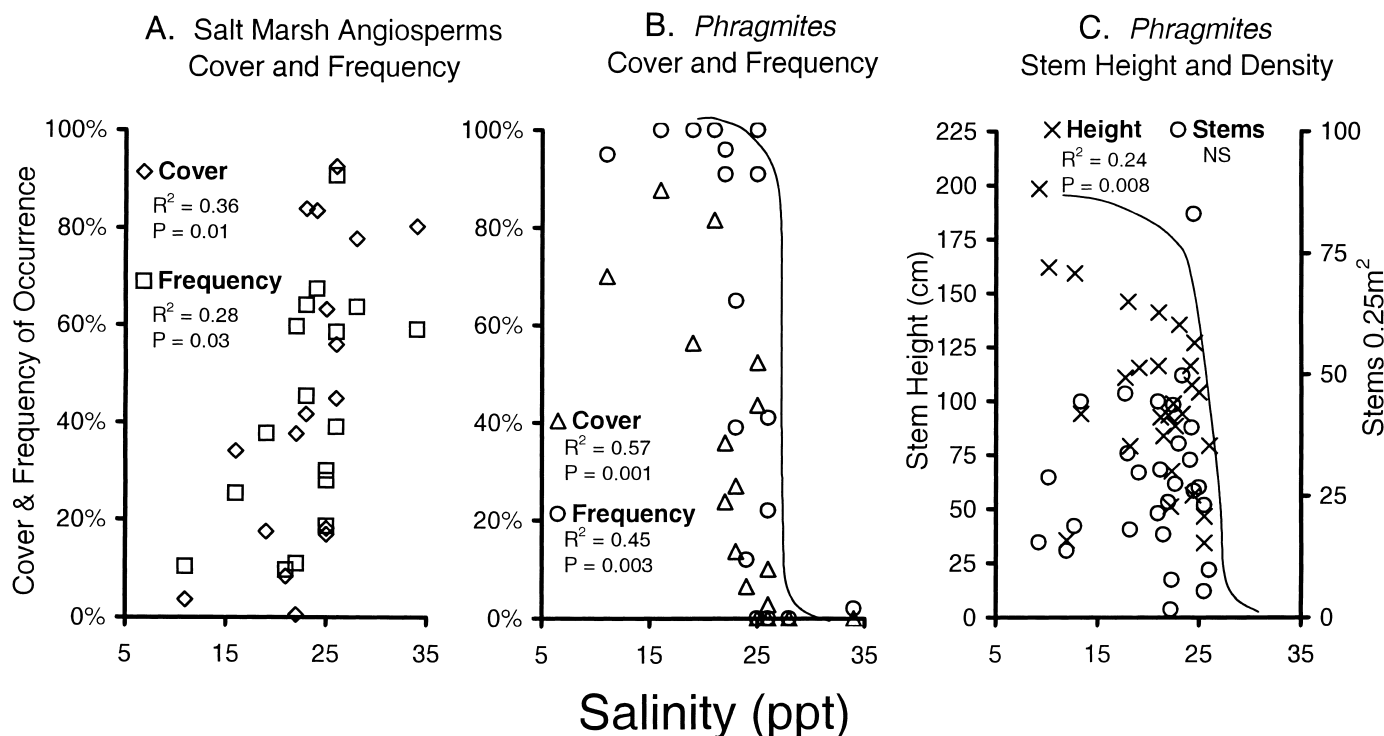 A. Salt Marsh Angiosperms
Cover and Frequency
B. Phragmites
Cover and Frequency
C. Phragmites
Stem Height and Density
Cover & Frequency of Occurrence
100%
80%
60%
40%
20%
0%
5
15
25
35
Cover
R² = 0.36
P = 0.01
Frequency
R² = 0.28
P = 0.03
100%
80%
60%
40%
20%
0%
5
15
25
35
Cover
R² = 0.57
P = 0.001
Frequency
R² = 0.45
P = 0.003
Stem Height (cm)
225
200
175
150
125
100
75
50
25
0
5
15
25
35
Height
R² = 0.24
P = 0.008
Stems
NS
100
75
50
25
0
Stems 0.25m²
Salinity (ppt)